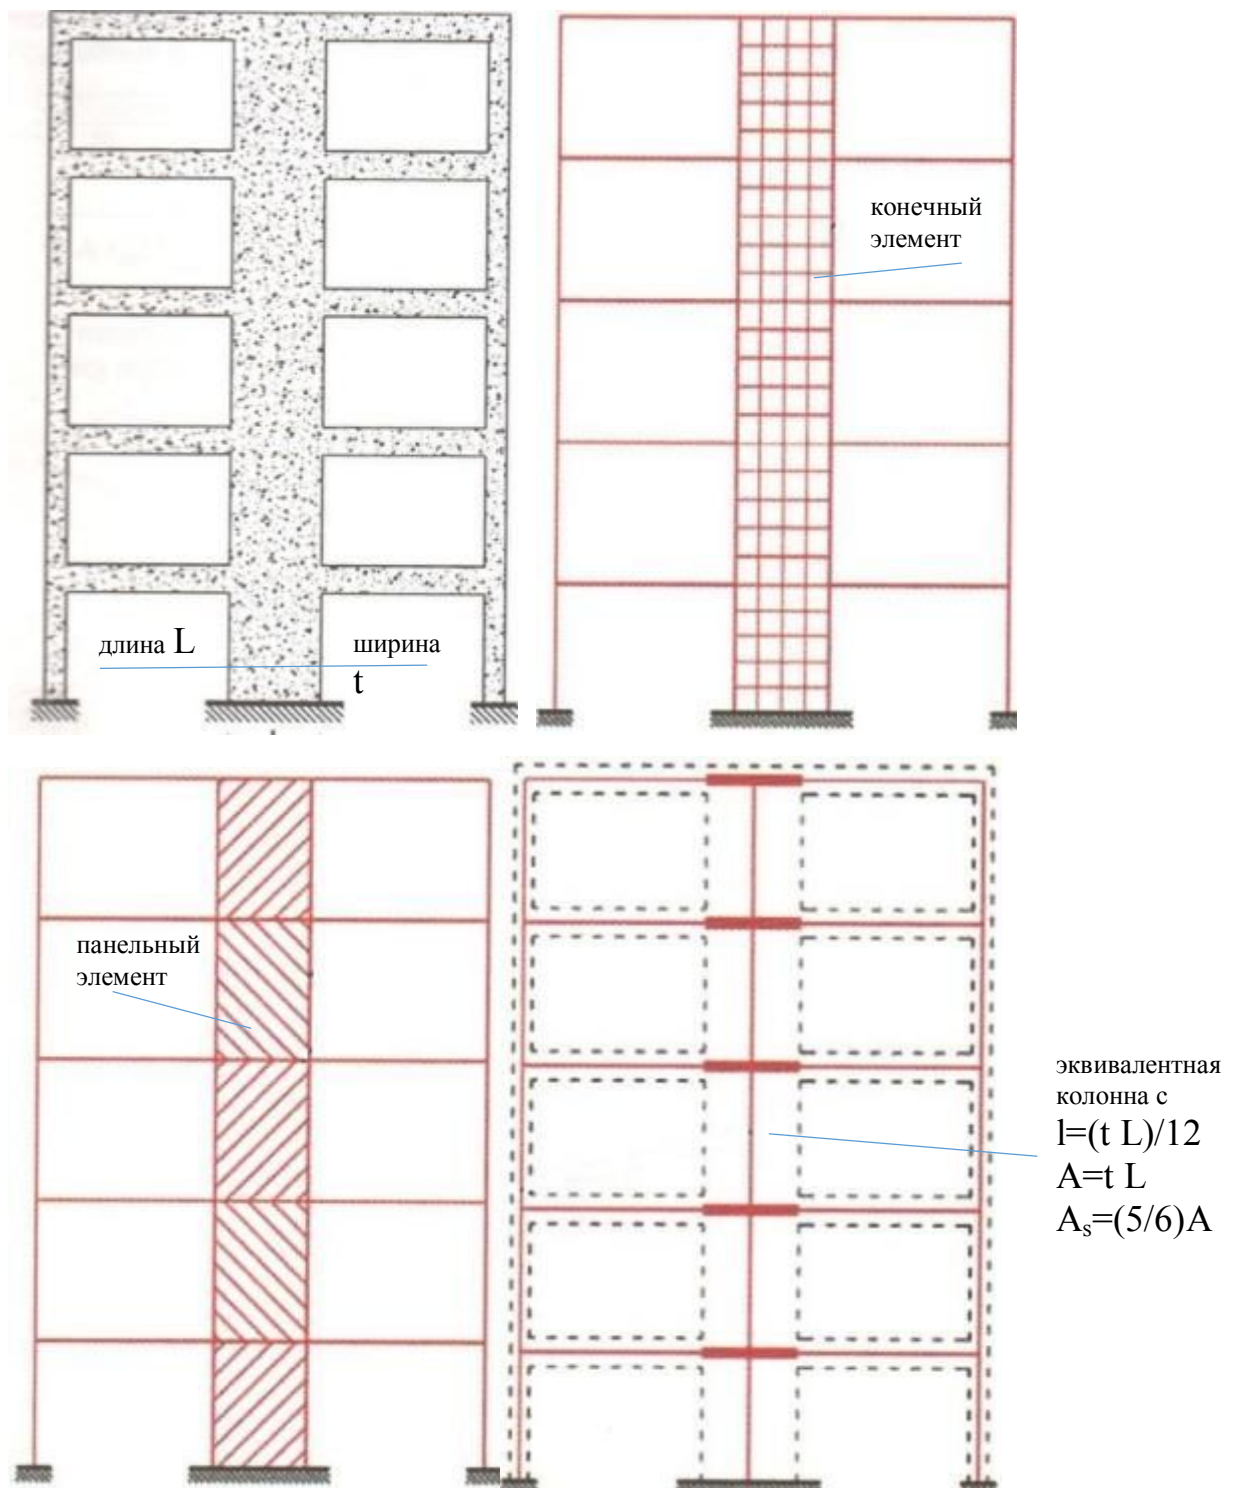 конечный
элемент
длина L
ширина
t
панельный
элемент
эквивалентная
колонна с
l=(t L)/12
A=t L
Aₛ=(5/6)A